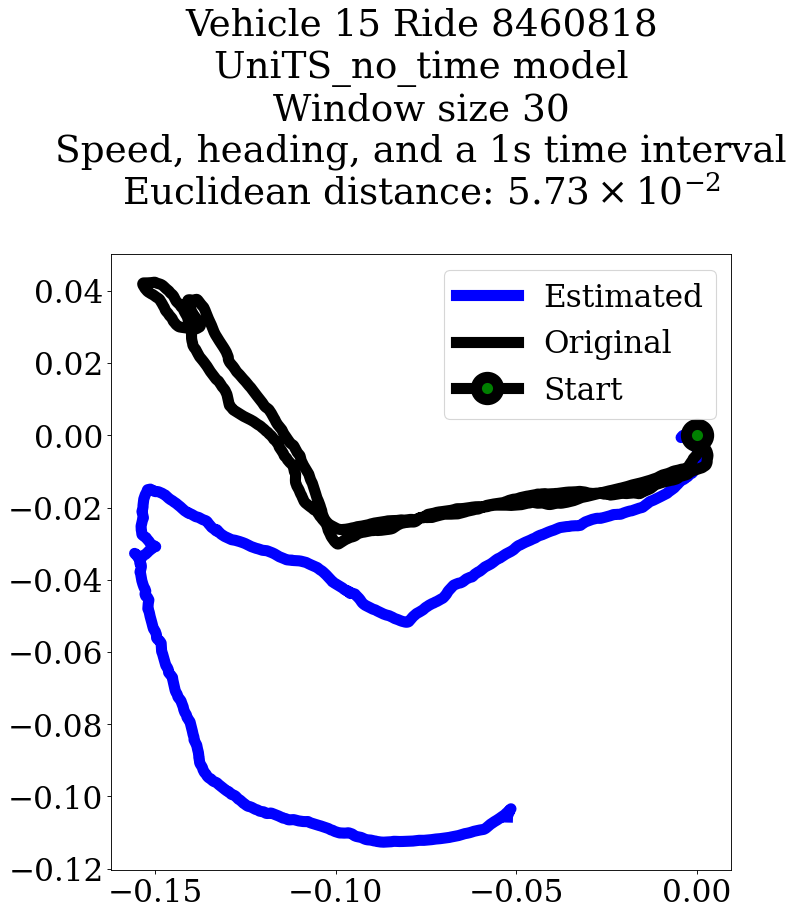 Vehicle 15 Ride 8460818
UniTS_no_time model
Window size 30
Speed, heading, and a 1s time interval
Euclidean distance: 5.73 × 10⁻²
Estimated
Original
Start
0.04
0.02
0.00
−0.02
−0.04
−0.06
−0.08
−0.10
−0.12
−0.15
−0.10
−0.05
0.00